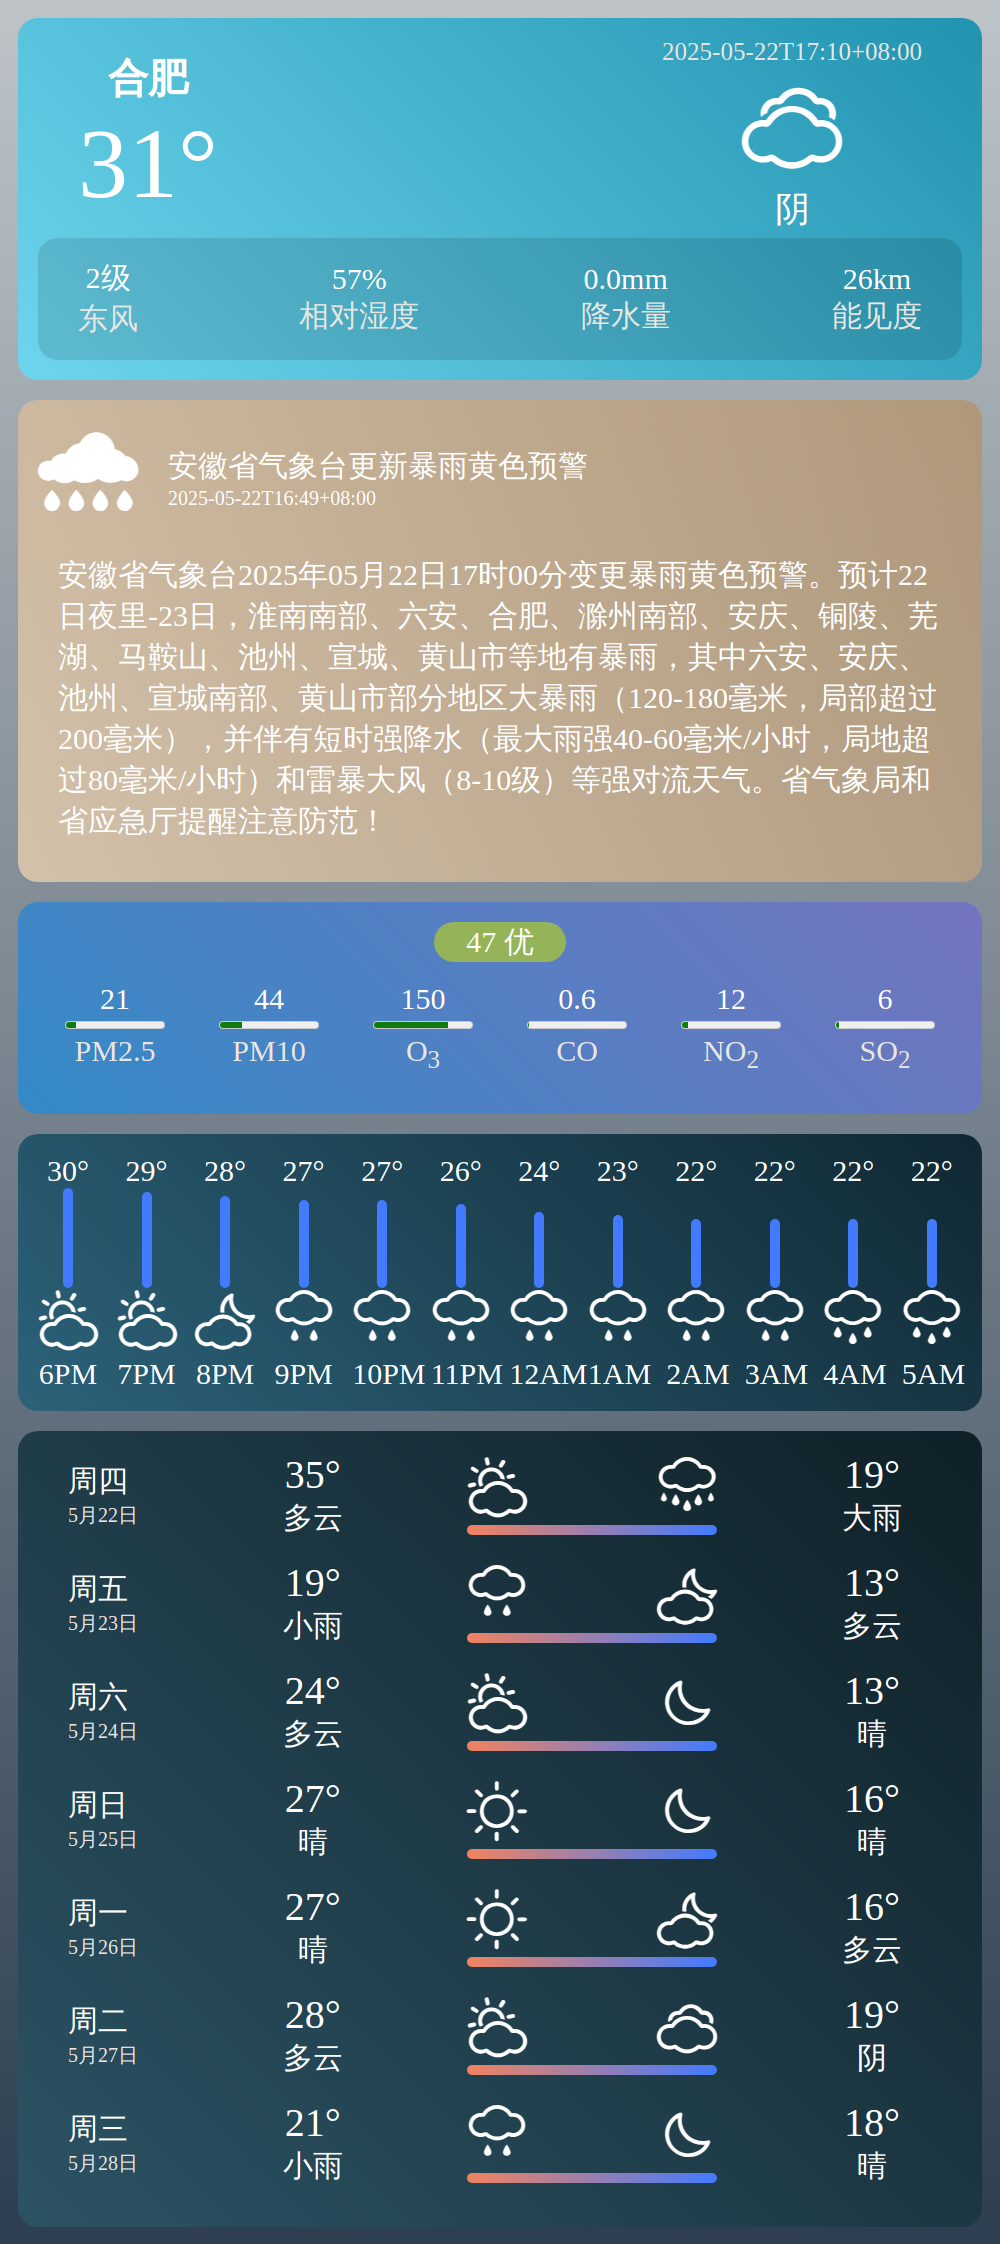 合肥
2025-05-22T17:10+08:00
31°
阴
2级
东风
57%
相对湿度
0.0mm
降水量
26km
能见度
安徽省气象台更新暴雨黄色预警
2025-05-22T16:49+08:00
安徽省气象台2025年05月22日17时00分变更暴雨黄色预警。预计22
日夜里-23日，淮南南部、六安、合肥、滁州南部、安庆、铜陵、芜
湖、马鞍山、池州、宣城、黄山市等地有暴雨，其中六安、安庆、
池州、宣城南部、黄山市部分地区大暴雨（120-180毫米，局部超过
200毫米），并伴有短时强降水（最大雨强40-60毫米/小时，局地超
过80毫米/小时）和雷暴大风（8-10级）等强对流天气。省气象局和
省应急厅提醒注意防范！
47 优
21 44 150 0.6 12 6
PM2.5 PM10 O3 CO NO2 SO2
30° 29° 28° 27° 27° 26° 24° 23° 22° 22° 22° 22°
6PM 7PM 8PM 9PM 10PM 11PM 12AM 1AM 2AM 3AM 4AM 5AM
周四
5月22日
35°
多云
19°
大雨
周五
5月23日
19°
小雨
13°
多云
周六
5月24日
24°
多云
13°
晴
周日
5月25日
27°
晴
16°
晴
周一
5月26日
27°
晴
16°
多云
周二
5月27日
28°
多云
19°
阴
周三
5月28日
21°
小雨
18°
晴